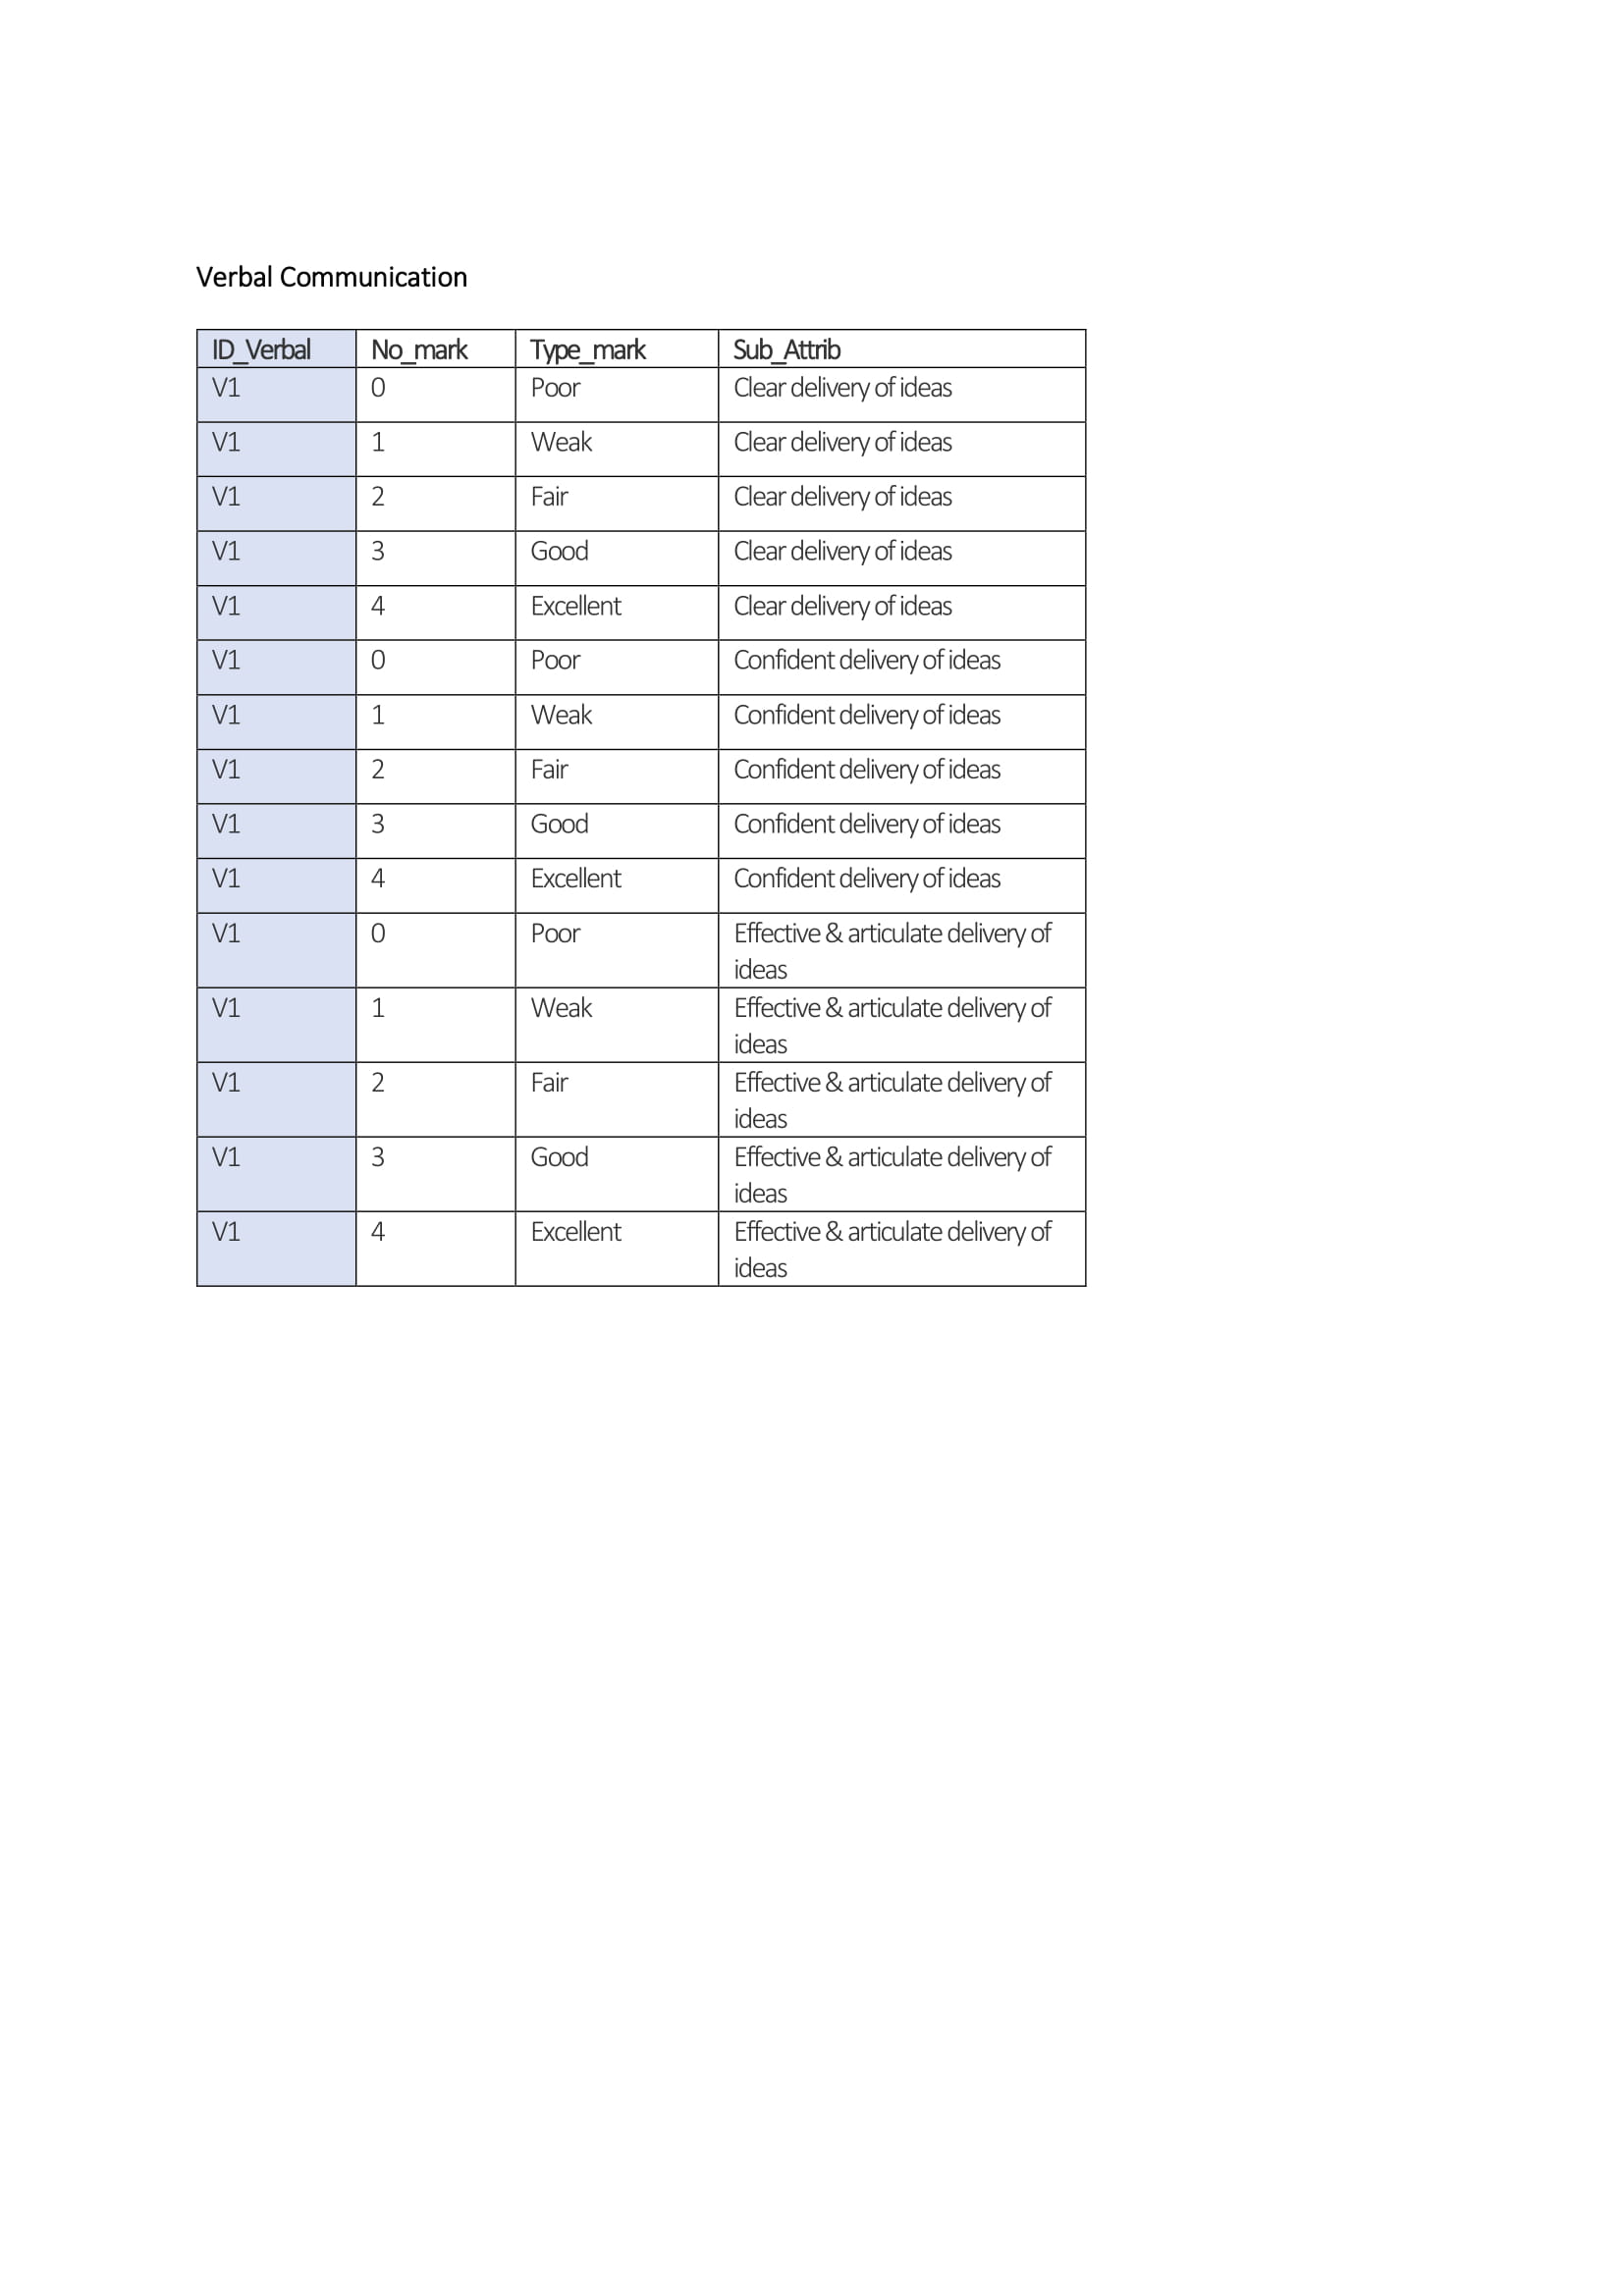 Verbal Communication
ID_Verbal No_mark Type_mark Sub_Attrib
V1 0 Poor Clear delivery of ideas
V1 1 Weak Clear delivery of ideas
V1 2 Fair Clear delivery of ideas
V1 3 Good Clear delivery of ideas
V1 4 Excellent Clear delivery of ideas
V1 0 Poor Confident delivery of ideas
V1 1 Weak Confident delivery of ideas
V1 2 Fair Confident delivery of ideas
V1 3 Good Confident delivery of ideas
V1 4 Excellent Confident delivery of ideas
V1 0 Poor Effective & articulate delivery of
ideas
V1 1 Weak Effective & articulate delivery of
ideas
V1 2 Fair Effective & articulate delivery of
ideas
V1 3 Good Effective & articulate delivery of
ideas
V1 4 Excellent Effective & articulate delivery of
ideas